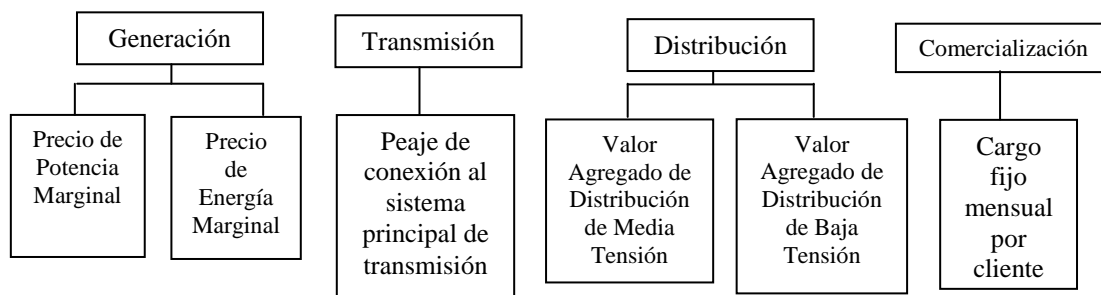 Generación
Precio de
Potencia
Marginal
Precio
de
Energía
Marginal
Transmisión
Peaje de
conexión al
sistema
principal de
transmisión
Distribución
Valor
Agregado de
Distribución
de Media
Tensión
Valor
Agregado de
Distribución
de Baja
Tensión
Comercialización
Cargo
fijo
mensual
por
cliente